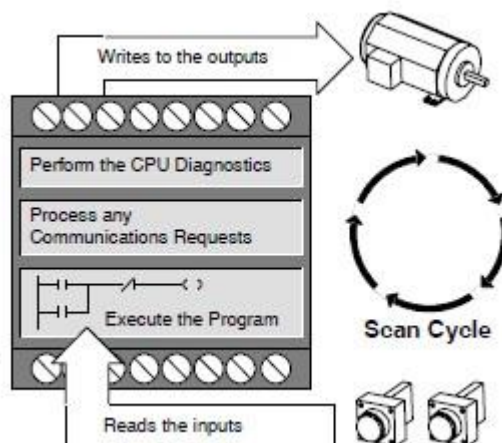 Writes to the outputs
Perform the CPU Diagnostics
Process any
Communications Requests
Execute the Program
Scan Cycle
Reads the inputs